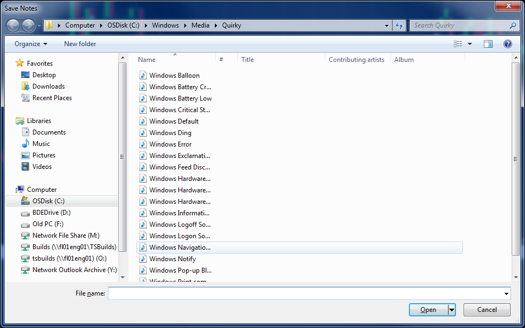 Save Notes
Computer OSDisk (C:) Windows Media Quirky
Search Quirky
Organize New folder
Name # Title Contributing artists Album
Favorites
Desktop
Downloads
Recent Places
Libraries
Documents
Music
Pictures
Videos
Computer
OSDisk (C:)
BDEDrive (D:)
Old PC (F:)
Network File Share (M:)
Builds (\\fl01eng01\TSBuilds)
tsbuilds (\\fl01eng01) (O:)
Network Outlook Archive (Y:)
Windows Balloon
Windows Battery Cr...
Windows Battery Low
Windows Critical St...
Windows Default
Windows Ding
Windows Error
Windows Exclamati...
Windows Feed Disc...
Windows Hardware...
Windows Hardware...
Windows Hardware...
Windows Informati...
Windows Logoff So...
Windows Logon So...
Windows Navigatio...
Windows Notify
Windows Pop-up Bl...
Windows Print com...
File name:
Open Cancel